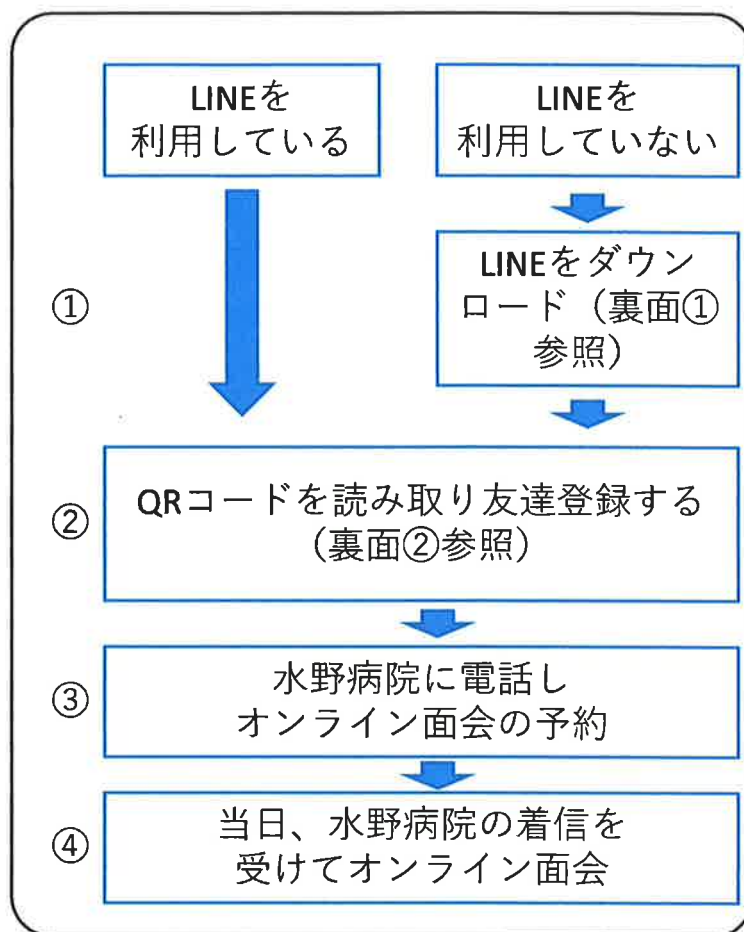 LINEを
利用している
LINEを
利用していない
①
LINEをダウン
ロード（裏面①
参照）
②
QRコードを読み取り友達登録する
（裏面②参照）
③
水野病院に電話し
オンライン面会の予約
④
当日、水野病院の着信を
受けてオンライン面会